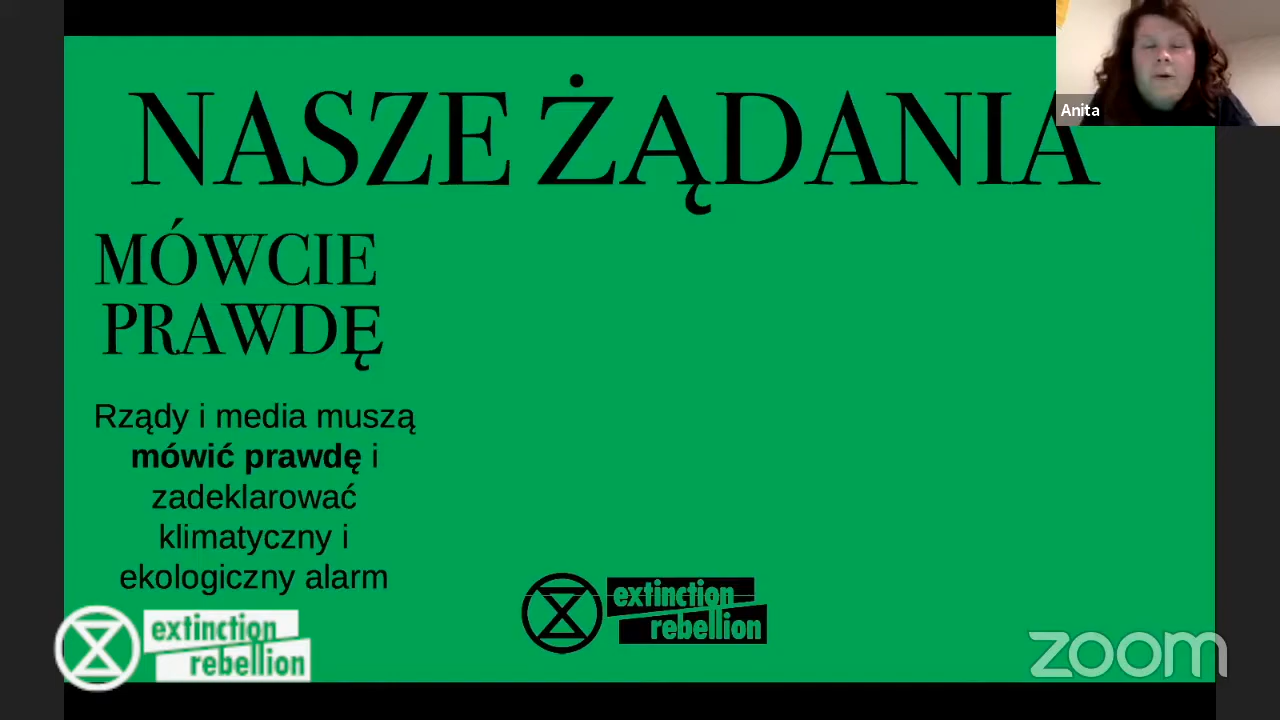 Anita
NASZE ŻĄDANIA
MÓWCIE
PRAWDĘ
Rządy i media muszą
mówić prawdę i
zadeklarować
klimatyczny i
ekologiczny alarm
extinction
rebellion
extinction
rebellion
zoom